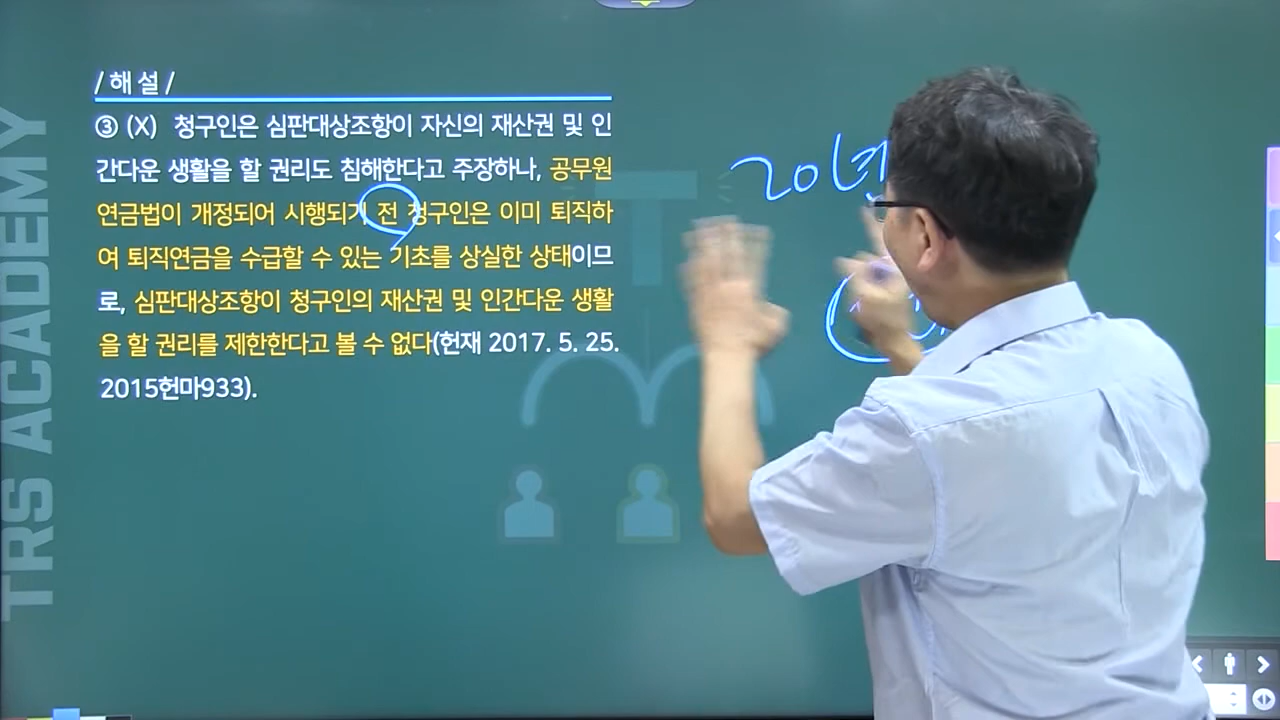 / 해 설 /
③ (X) 청구인은 심판대상조항이 자신의 재산권 및 인
간다운 생활을 할 권리도 침해한다고 주장하나, 공무원
연금법이 개정되어 시행되기 전 청구인은 이미 퇴직하
여 퇴직연금을 수급할 수 있는 기초를 상실한 상태이므
로, 심판대상조항이 청구인의 재산권 및 인간다운 생활
을 할 권리를 제한한다고 볼 수 없다(헌재 2017. 5. 25.
2015헌마933).
20년
TRS ACADEMY